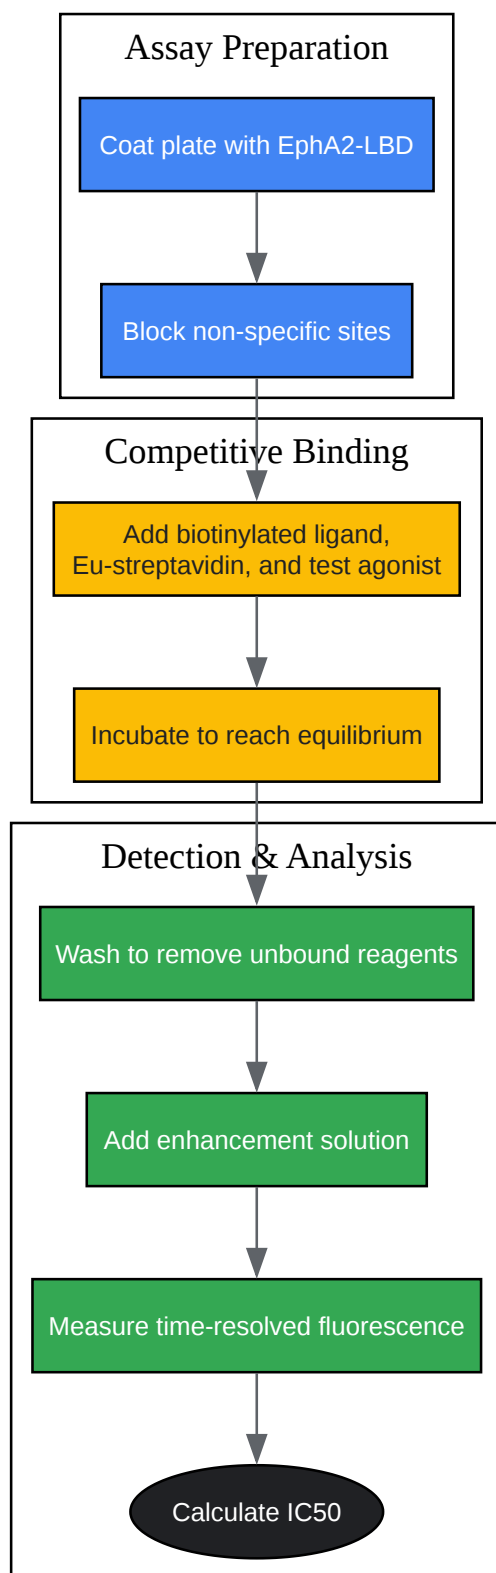 Assay Preparation
Coat plate with EphA2-LBD
Block non-specific sites
Competitive Binding
Add biotinylated ligand,
Eu-streptavidin, and test agonist
Incubate to reach equilibrium
Detection & Analysis
Wash to remove unbound reagents
Add enhancement solution
Measure time-resolved fluorescence
Calculate IC50